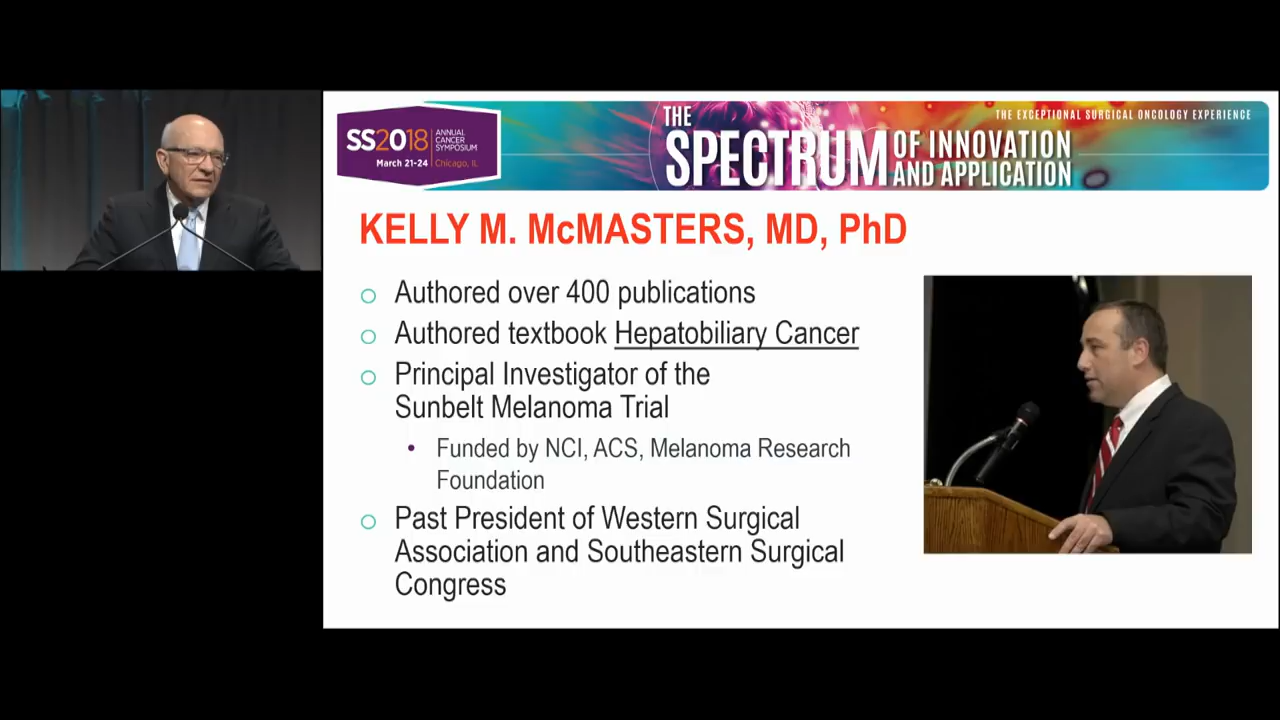 SS2018
ANNUAL
CANCER
SYMPOSIUM
March 21-24
Chicago, IL
THE EXCEPTIONAL SURGICAL ONCOLOGY EXPERIENCE
THE
SPECTRUM
OF INNOVATION
AND APPLICATION
KELLY M. McMASTERS, MD, PhD
o Authored over 400 publications
o Authored textbook Hepatobiliary Cancer
o Principal Investigator of the
Sunbelt Melanoma Trial
• Funded by NCI, ACS, Melanoma Research
Foundation
o Past President of Western Surgical
Association and Southeastern Surgical
Congress